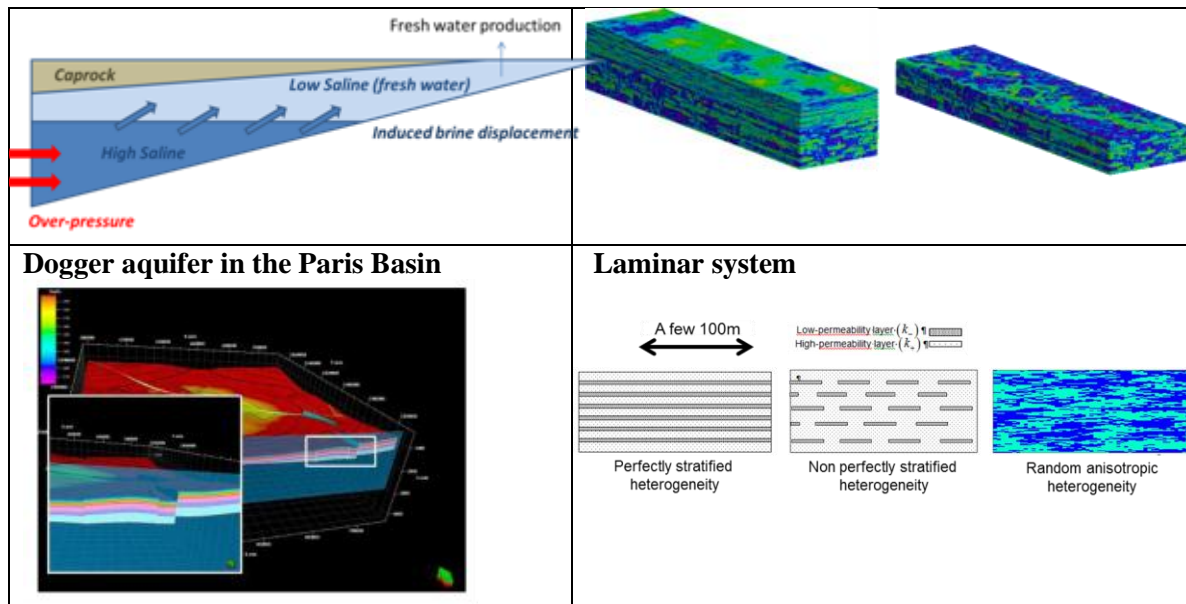 Fresh water production
Caprock
Low Saline (fresh water)
Induced brine displacement
High Saline
Over-pressure
Dogger aquifer in the Paris Basin
Laminar system
A few 100m
Low-permeability layer (k₋) ¶
High-permeability layer (k₊) ¶
¶
Perfectly stratified
heterogeneity
Non perfectly stratified
heterogeneity
Random anisotropic
heterogeneity